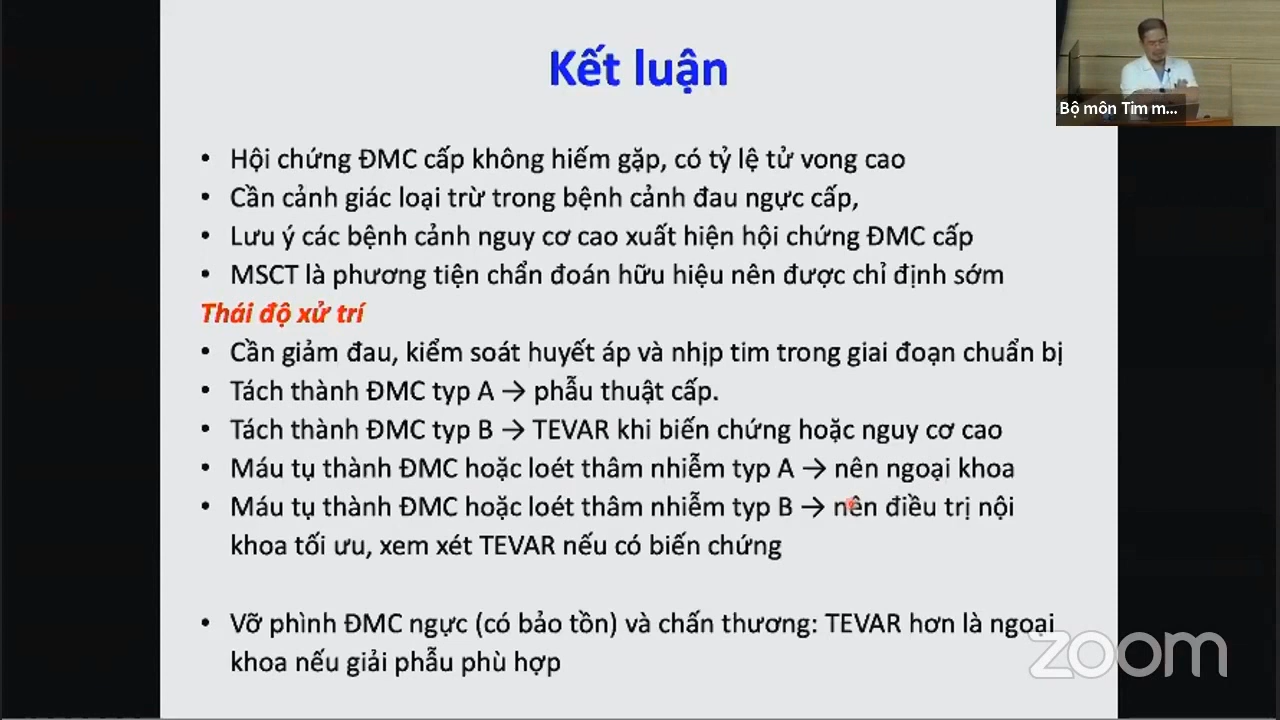 Kết luận
Bộ môn Tim m...
• Hội chứng ĐMC cấp không hiếm gặp, có tỷ lệ tử vong cao
• Cần cảnh giác loại trừ trong bệnh cảnh đau ngực cấp,
• Lưu ý các bệnh cảnh nguy cơ cao xuất hiện hội chứng ĐMC cấp
• MSCT là phương tiện chẩn đoán hữu hiệu nên được chỉ định sớm
Thái độ xử trí
• Cần giảm đau, kiểm soát huyết áp và nhịp tim trong giai đoạn chuẩn bị
• Tách thành ĐMC typ A → phẫu thuật cấp.
• Tách thành ĐMC typ B → TEVAR khi biến chứng hoặc nguy cơ cao
• Máu tụ thành ĐMC hoặc loét thâm nhiễm typ A → nên ngoại khoa
• Máu tụ thành ĐMC hoặc loét thâm nhiễm typ B → nên điều trị nội
khoa tối ưu, xem xét TEVAR nếu có biến chứng
• Vỡ phình ĐMC ngực (có bảo tồn) và chấn thương: TEVAR hơn là ngoại
khoa nếu giải phẫu phù hợp
zoom